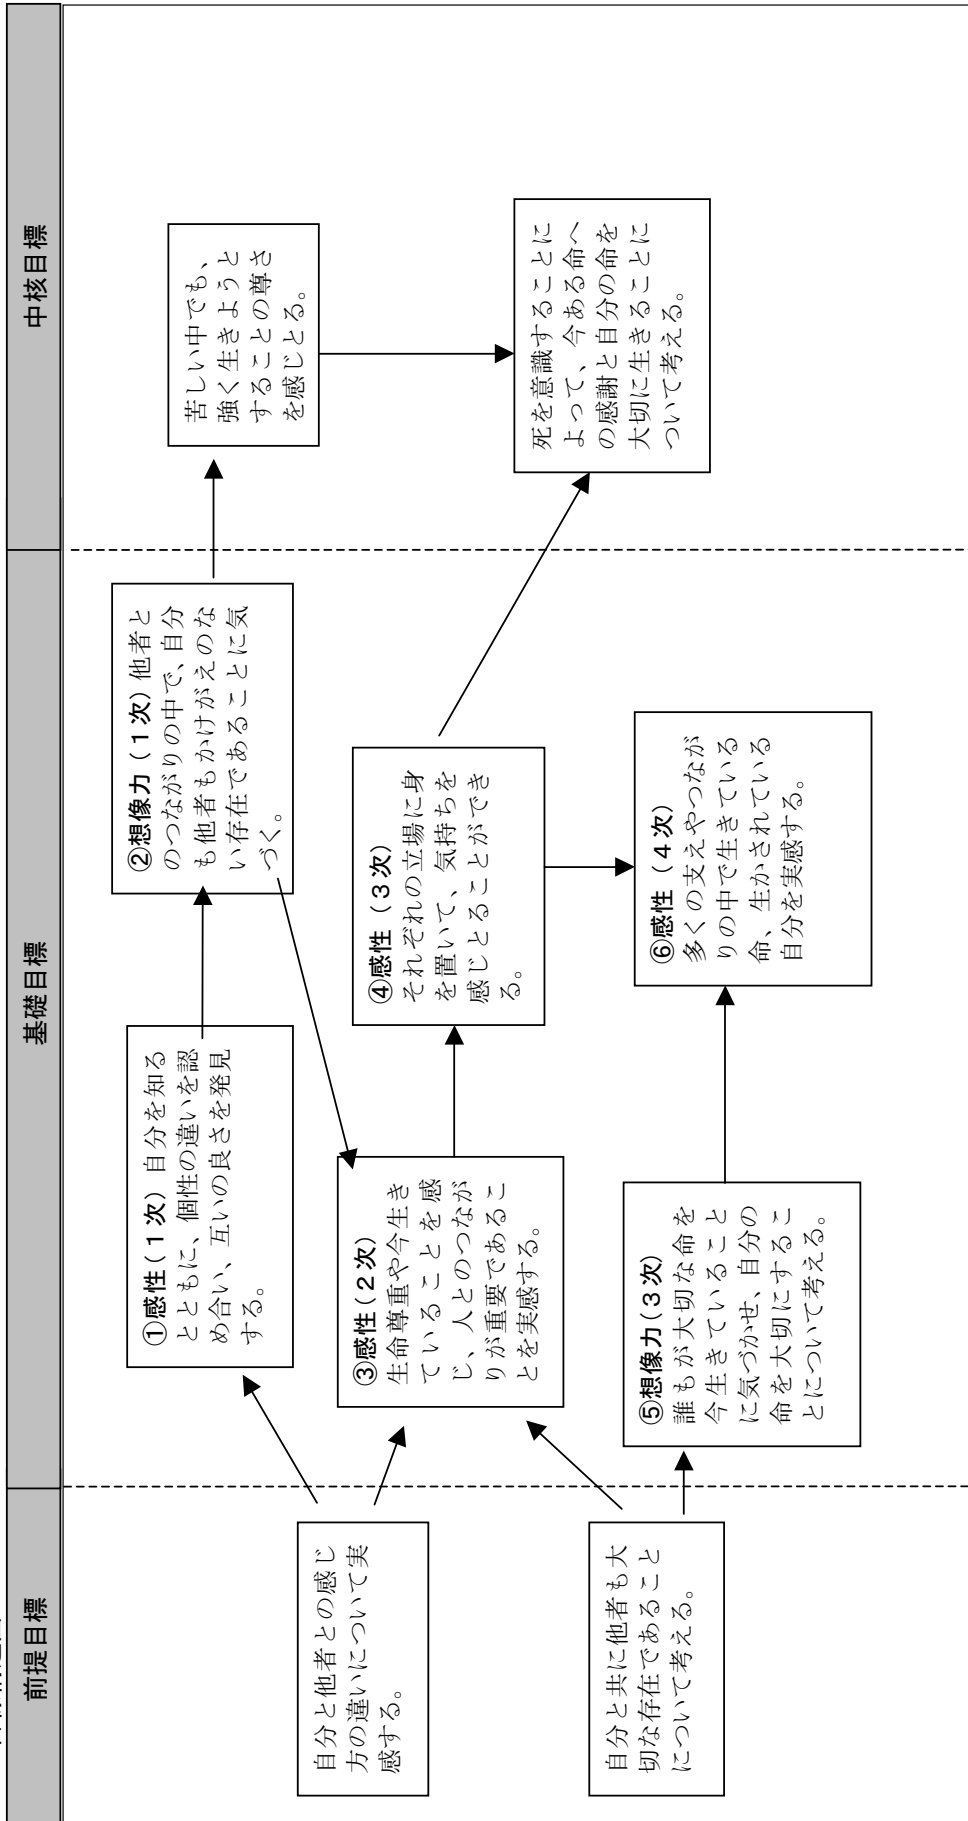 前提目標
基礎目標
中核目標
自分と他者との感じ
方の違いについて実
感する。
自分と共に他者も大
切な存在であること
について考える。
①感性（１次）自分を知る
とともに、個性の違いを認
め合い、互いの良さを発見
する。
②想像力（１次）他者と
のつながりの中で、自分
も他者もかけがえのな
い存在であることに気
づく。
③感性（２次）
生命尊重や今生き
ていることを感
じ、人とのつなが
りが重要であるこ
とを実感する。
④感性（３次）
それぞれの立場に身
を置いて、気持ちを
感じとることができ
る。
⑤想像力（３次）
誰もが大切な命を
今生きていること
に気づかせ、自分の
命を大切にするこ
とについて考える。
⑥感性（４次）
多くの支えやつなが
りの中で生きている
命、生かされている
自分を実感する。
苦しい中でも、
強く生きようと
することの尊さ
を感じとる。
死を意識することに
よって、今ある命へ
の感謝と自分の命を
大切に生きることに
ついて考える。